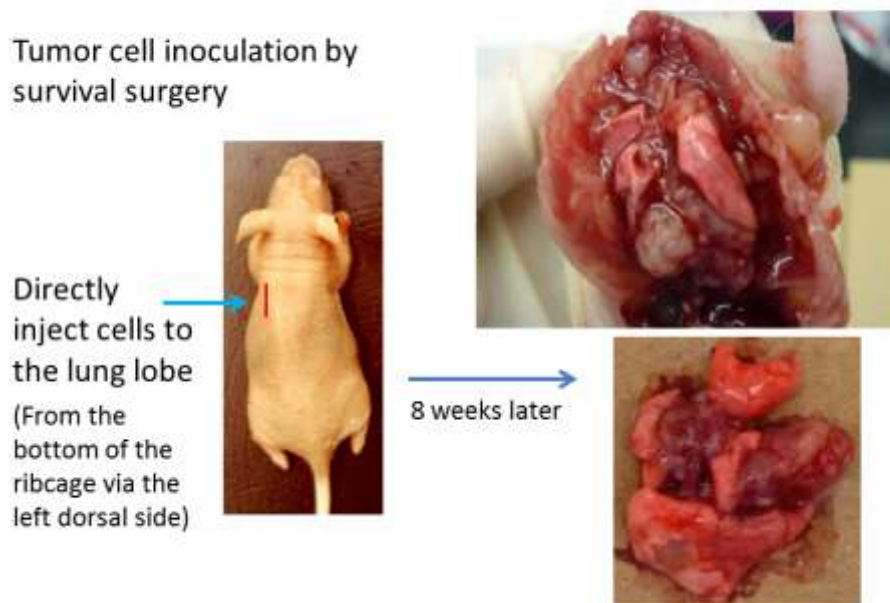 Tumor cell inoculation by
survival surgery
Directly
inject cells to
the lung lobe
(From the
bottom of the
ribcage via the
left dorsal side)
8 weeks later